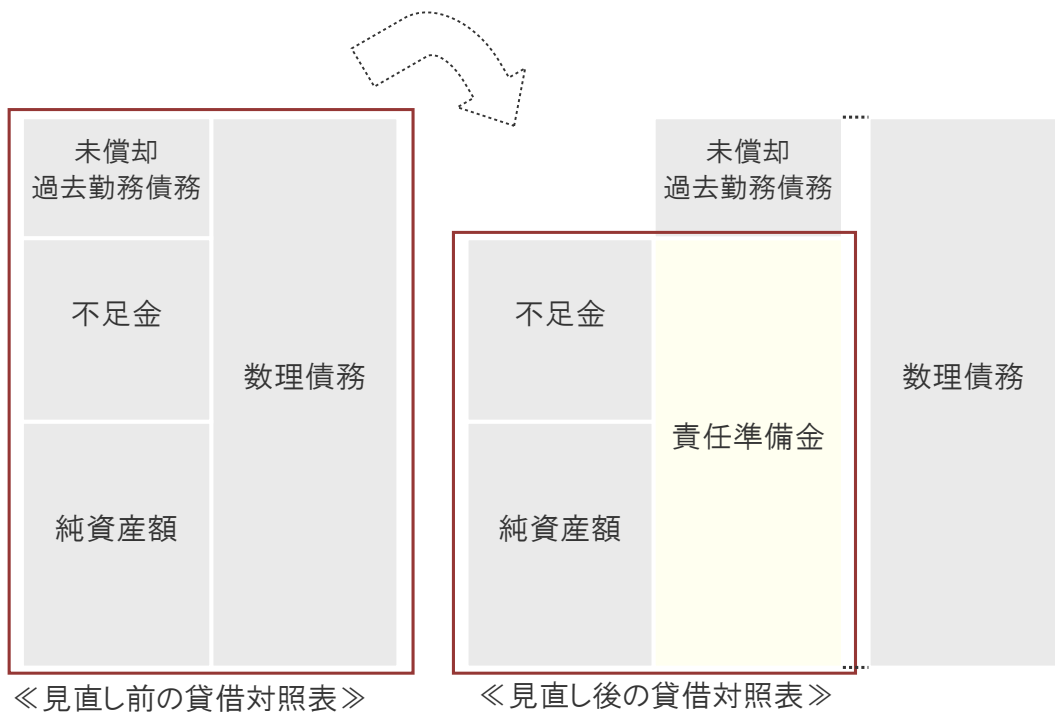 未償却
過去勤務債務
不足金
純資産額
数理債務
≪見直し前の貸借対照表≫
未償却
過去勤務債務
不足金
純資産額
責任準備金
数理債務
≪見直し後の貸借対照表≫